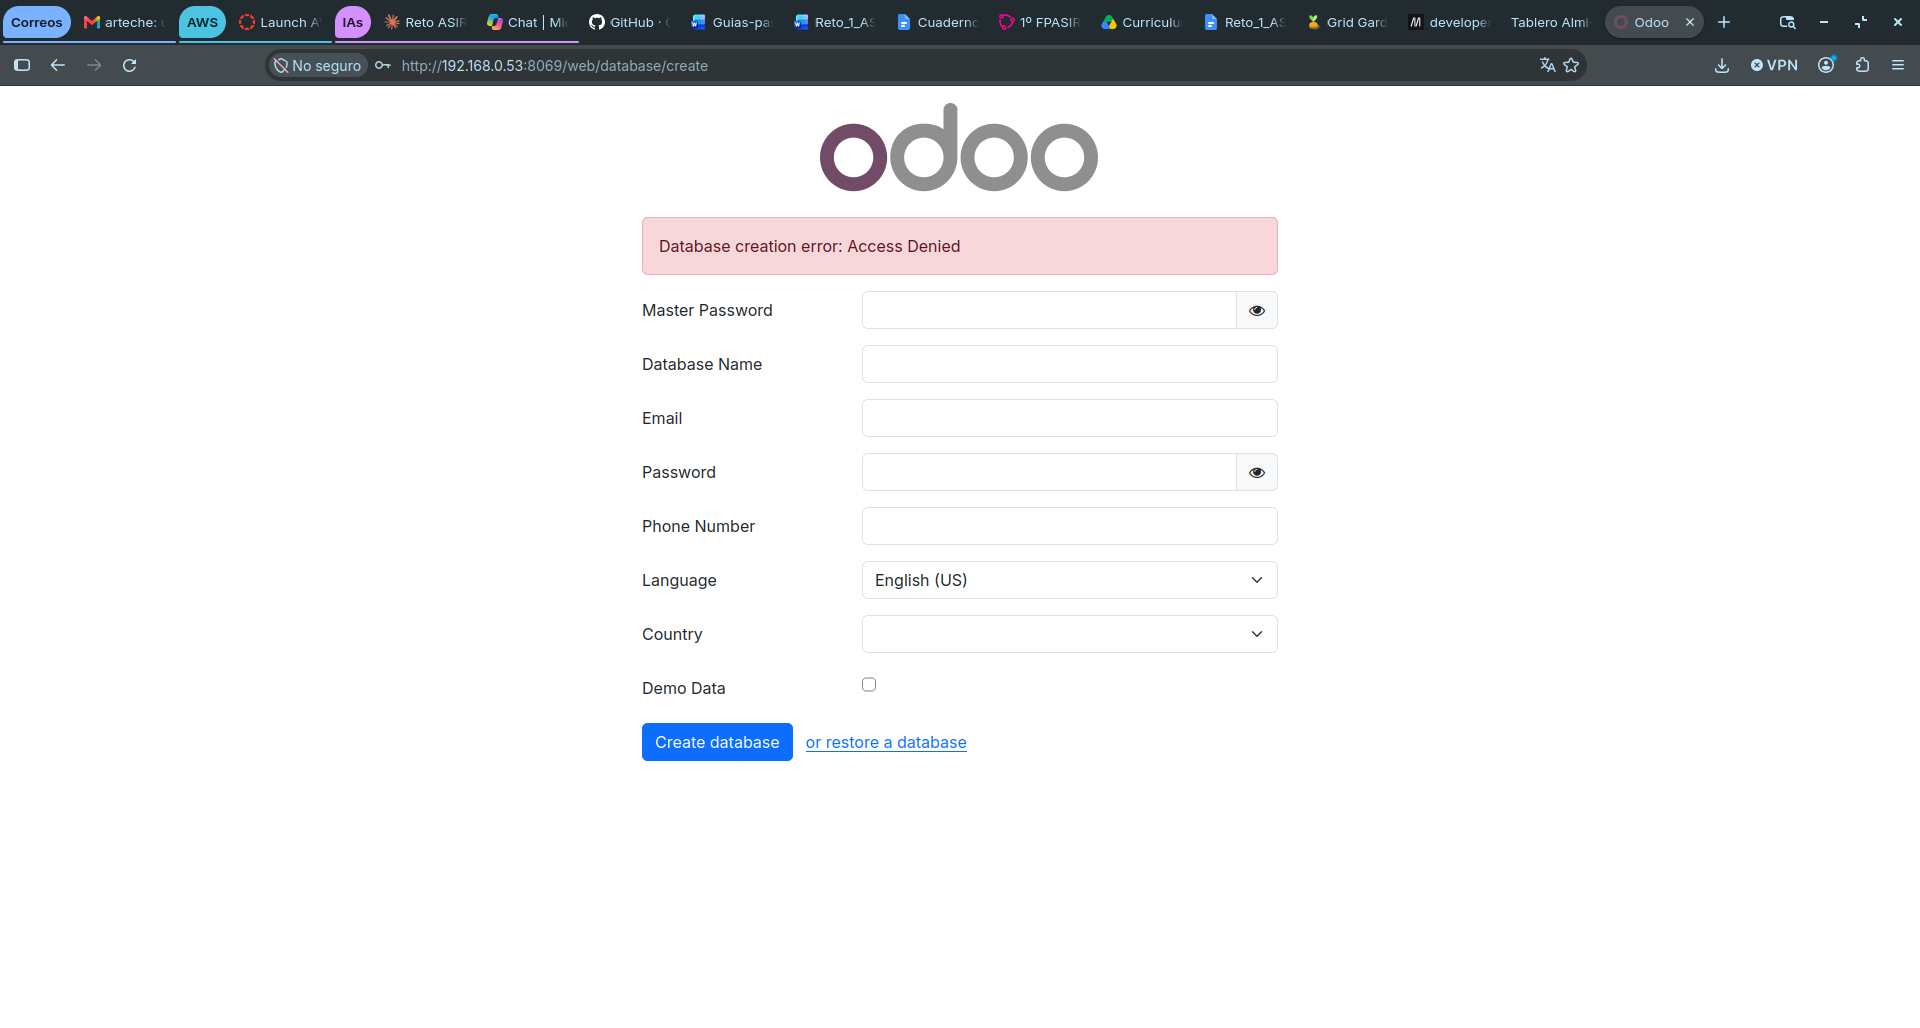 Correos
arteche:
AWS
Launch A
IAs
Reto ASIR
Chat | Mi
GitHub ·
Guias-pa
Reto_1_AS
Cuaderno
1º FPASIR
Curriculu
Reto_1_AS
Grid Gard
develope
Tablero Almi
Odoo
No seguro
http://192.168.0.53:8069/web/database/create
VPN
odoo
Database creation error: Access Denied
Master Password
Database Name
Email
Password
Phone Number
Language
English (US)
Country
Demo Data
Create database
or restore a database